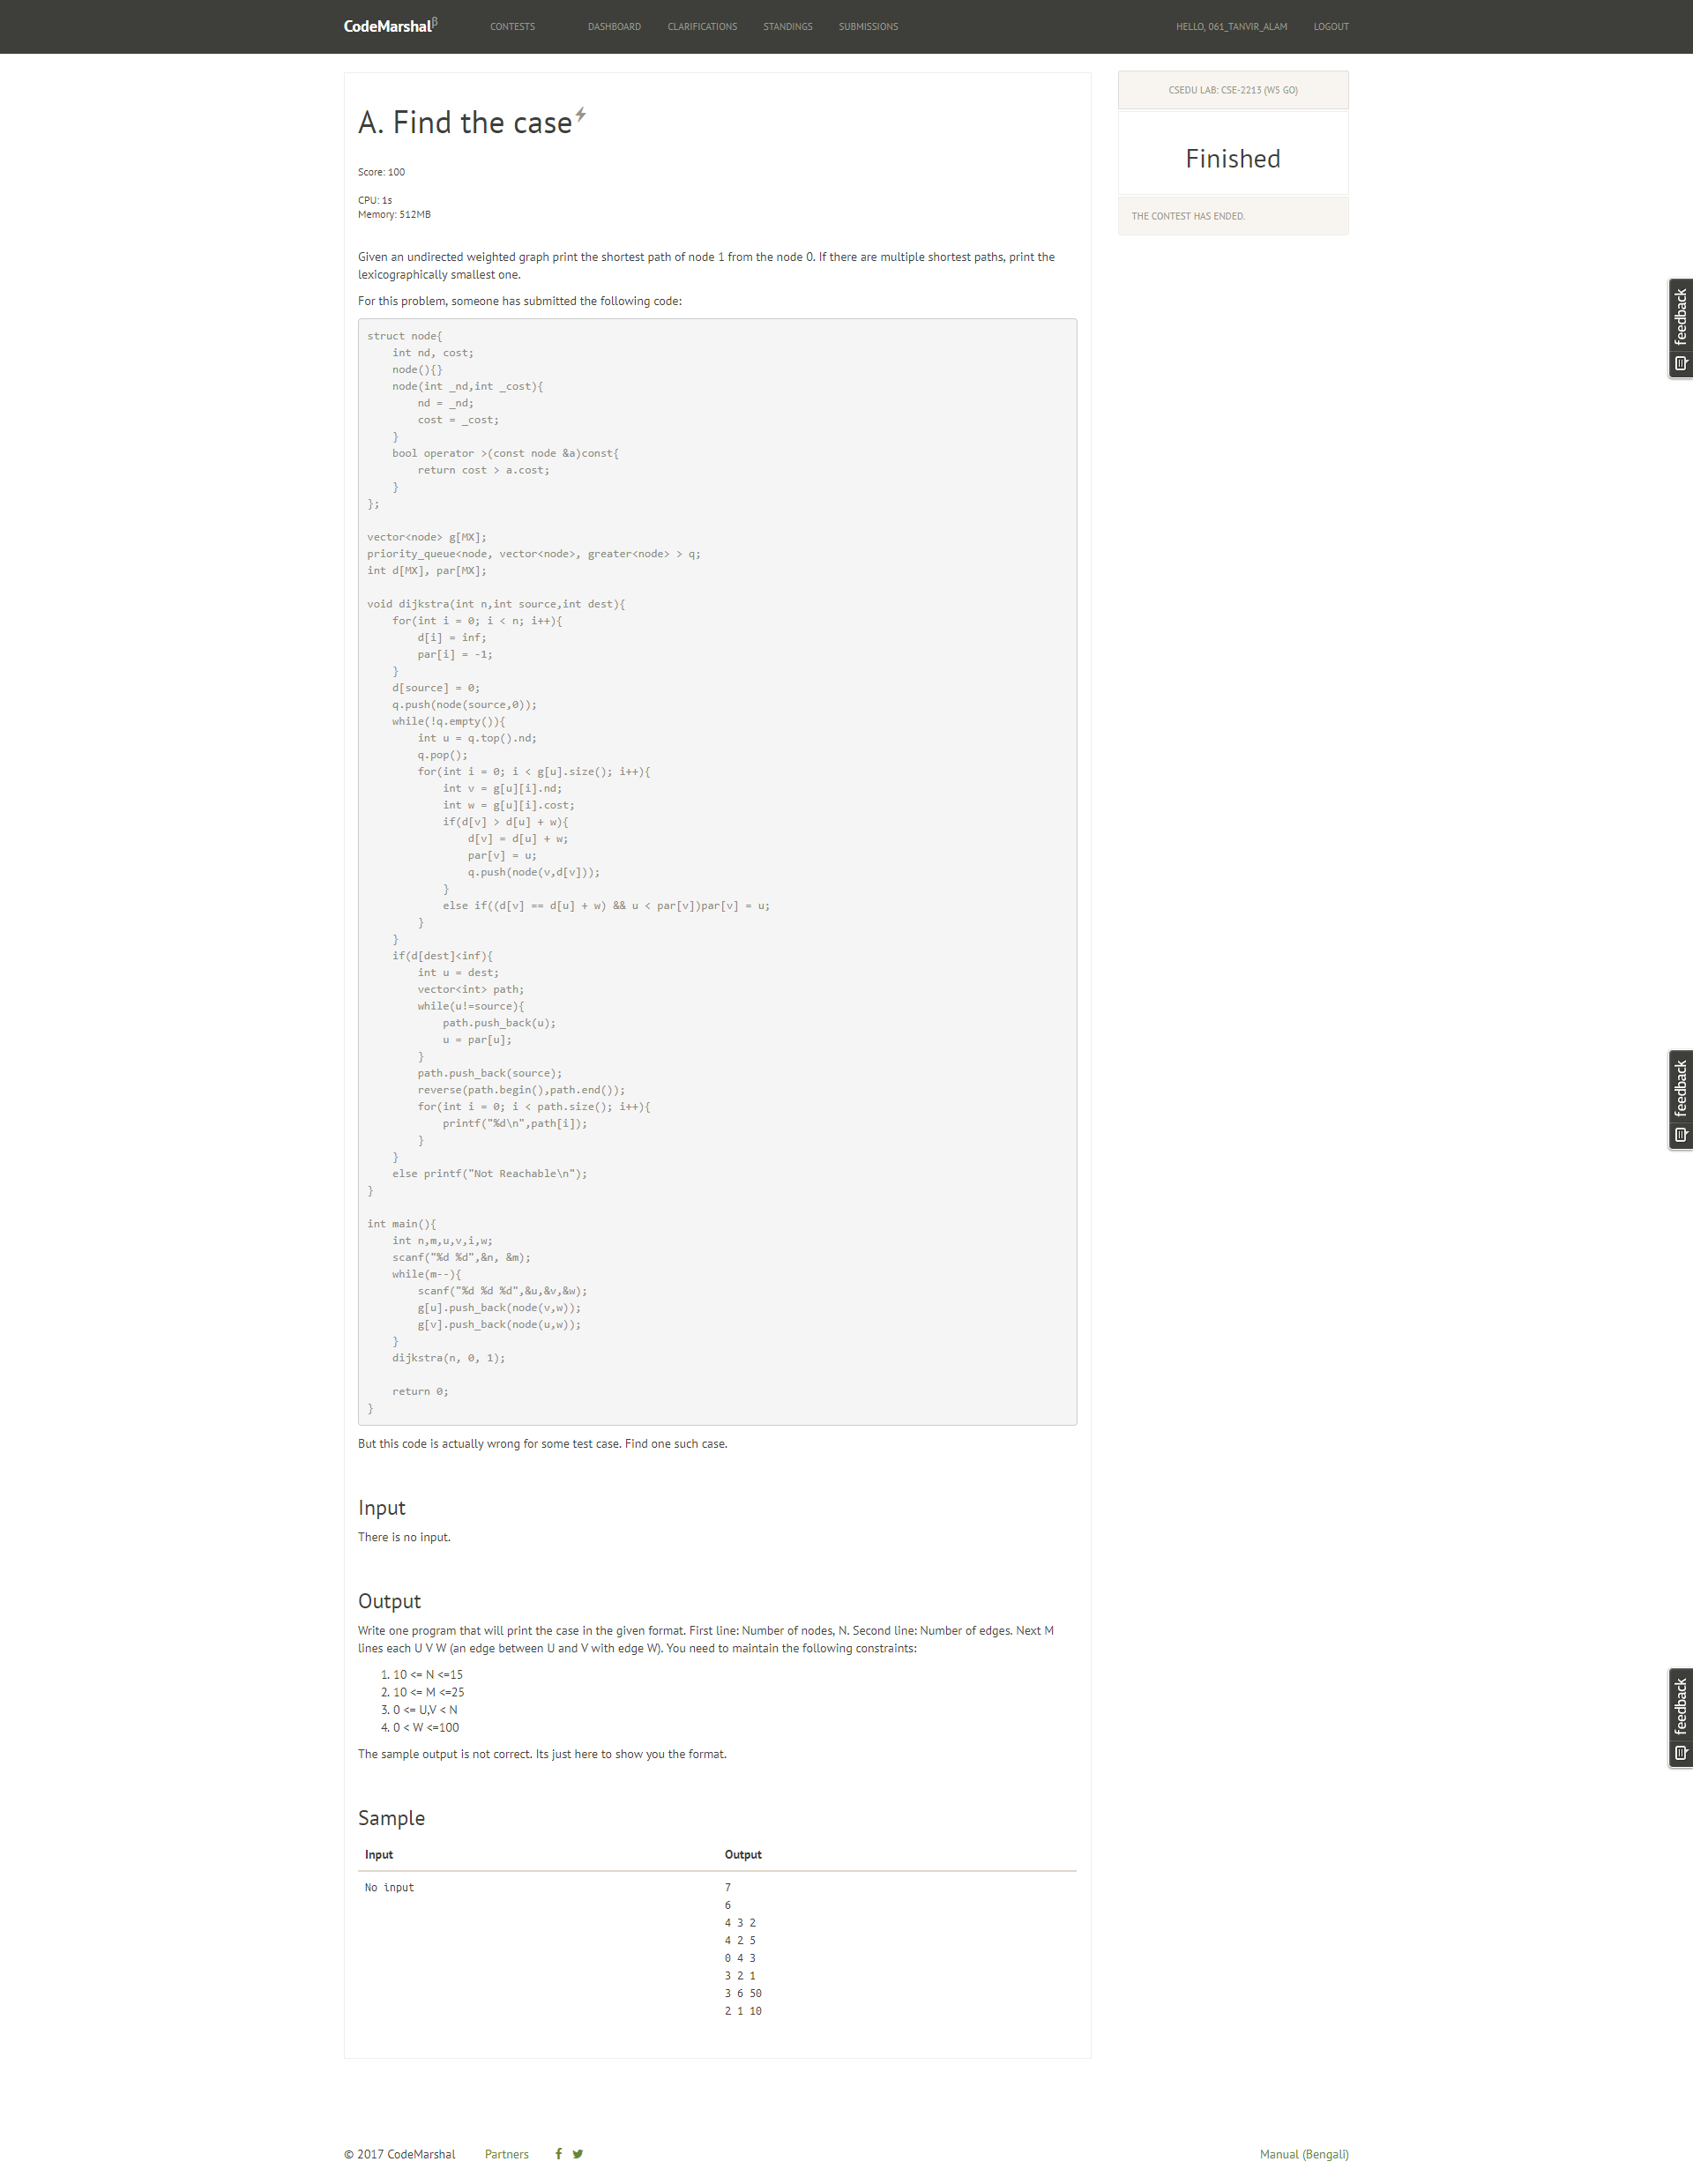 CodeMarshalβ CONTESTS DASHBOARD CLARIFICATIONS STANDINGS SUBMISSIONS HELLO, 061_TANVIR_ALAM LOGOUT
CSEDU LAB: CSE-2213 (W5 GO)
Finished
THE CONTEST HAS ENDED.
A. Find the case
Score: 100
CPU: 1s
Memory: 512MB
Given an undirected weighted graph print the shortest path of node 1 from the node 0. If there are multiple shortest paths, print the
lexicographically smallest one.
For this problem, someone has submitted the following code:
struct node{
    int nd, cost;
    node(){}
    node(int _nd,int _cost){
        nd = _nd;
        cost = _cost;
    }
    bool operator >(const node &a)const{
        return cost > a.cost;
    }
};
vector<node> g[MX];
priority_queue<node, vector<node>, greater<node> > q;
int d[MX], par[MX];
void dijkstra(int n,int source,int dest){
    for(int i = 0; i < n; i++){
        d[i] = inf;
        par[i] = -1;
    }
    d[source] = 0;
    q.push(node(source,0));
    while(!q.empty()){
        int u = q.top().nd;
        q.pop();
        for(int i = 0; i < g[u].size(); i++){
            int v = g[u][i].nd;
            int w = g[u][i].cost;
            if(d[v] > d[u] + w){
                d[v] = d[u] + w;
                par[v] = u;
                q.push(node(v,d[v]));
            }
            else if((d[v] == d[u] + w) && u < par[v])par[v] = u;
        }
    }
    if(d[dest]<inf){
        int u = dest;
        vector<int> path;
        while(u!=source){
            path.push_back(u);
            u = par[u];
        }
        path.push_back(source);
        reverse(path.begin(),path.end());
        for(int i = 0; i < path.size(); i++){
            printf("%d\n",path[i]);
        }
    }
    else printf("Not Reachable\n");
}
int main(){
    int n,m,u,v,i,w;
    scanf("%d %d",&n, &m);
    while(m--){
        scanf("%d %d %d",&u,&v,&w);
        g[u].push_back(node(v,w));
        g[v].push_back(node(u,w));
    }
    dijkstra(n, 0, 1);
    return 0;
}
But this code is actually wrong for some test case. Find one such case.
Input
There is no input.
Output
Write one program that will print the case in the given format. First line: Number of nodes, N. Second line: Number of edges. Next M
lines each U V W (an edge between U and V with edge W). You need to maintain the following constraints:
1. 10 <= N <=15
2. 10 <= M <=25
3. 0 <= U,V < N
4. 0 < W <=100
The sample output is not correct. Its just here to show you the format.
Sample
Input Output
No input 7
6
4 3 2
4 2 5
0 4 3
3 2 1
3 6 50
2 1 10
feedback
feedback
feedback
© 2017 CodeMarshal Partners Manual (Bengali)